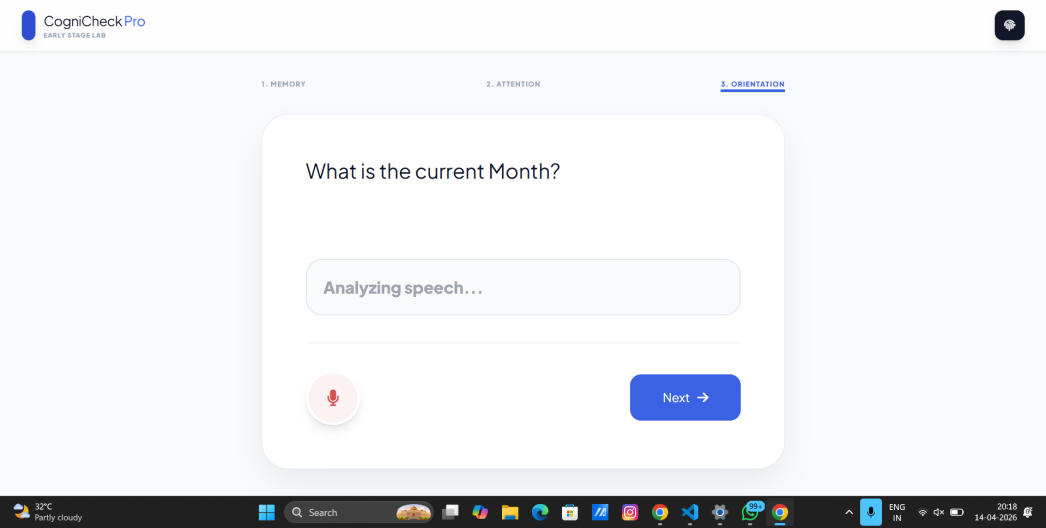 CogniCheck Pro
EARLY STAGE LAB
1. MEMORY
2. ATTENTION
3. ORIENTATION
What is the current Month?
Analyzing speech...
Next →
32°C
Partly cloudy
Search
99+
ENG
IN
20:18
14-04-2026